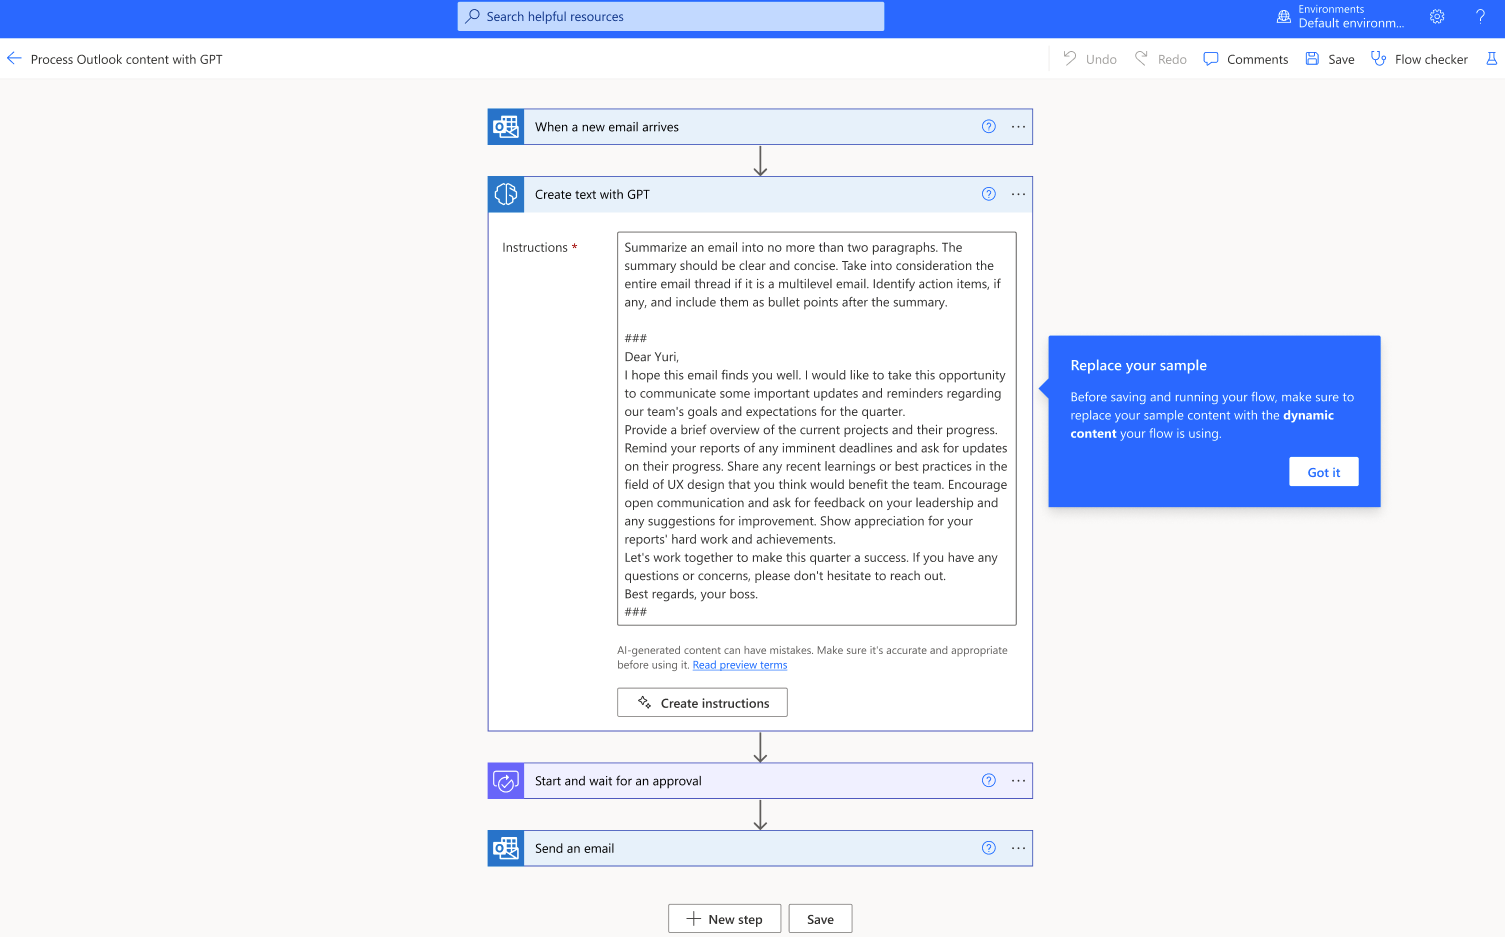 Search helpful resources
Environments
Default environm...
?
Process Outlook content with GPT
Undo
Redo
Comments
Save
Flow checker
When a new email arrives
Create text with GPT
Instructions *
Summarize an email into no more than two paragraphs. The
summary should be clear and concise. Take into consideration the
entire email thread if it is a multilevel email. Identify action items, if
any, and include them as bullet points after the summary.
###
Dear Yuri,
I hope this email finds you well. I would like to take this opportunity
to communicate some important updates and reminders regarding
our team's goals and expectations for the quarter.
Provide a brief overview of the current projects and their progress.
Remind your reports of any imminent deadlines and ask for updates
on their progress. Share any recent learnings or best practices in the
field of UX design that you think would benefit the team. Encourage
open communication and ask for feedback on your leadership and
any suggestions for improvement. Show appreciation for your
reports' hard work and achievements.
Let's work together to make this quarter a success. If you have any
questions or concerns, please don't hesitate to reach out.
Best regards, your boss.
###
AI-generated content can have mistakes. Make sure it's accurate and appropriate
before using it. Read preview terms
Create instructions
Replace your sample
Before saving and running your flow, make sure to
replace your sample content with the dynamic
content your flow is using.
Got it
Start and wait for an approval
Send an email
New step
Save